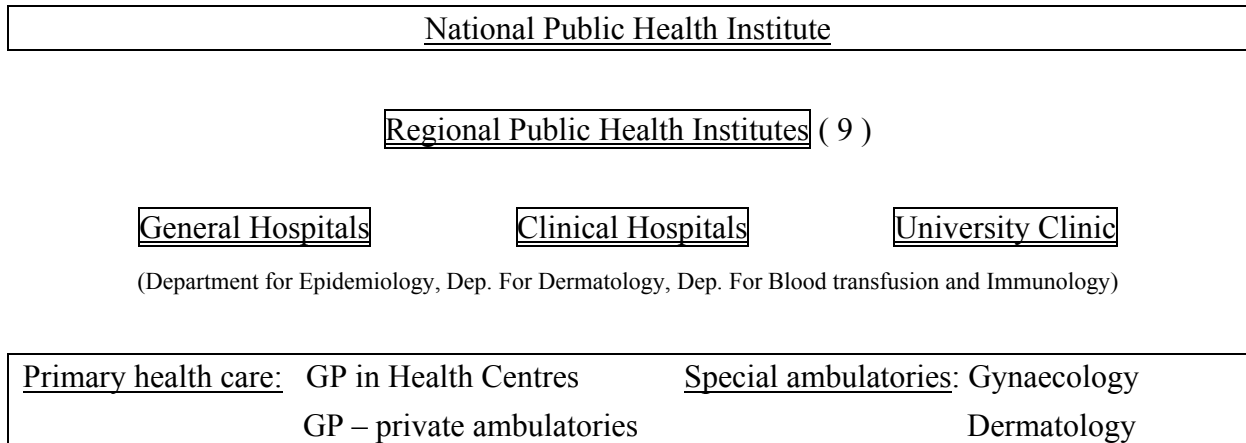 National Public Health Institute
Regional Public Health Institutes ( 9 )
General Hospitals Clinical Hospitals University Clinic
(Department for Epidemiology, Dep. For Dermatology, Dep. For Blood transfusion and Immunology)
Primary health care: GP in Health Centres Special ambulatories: Gynaecology
GP – private ambulatories Dermatology